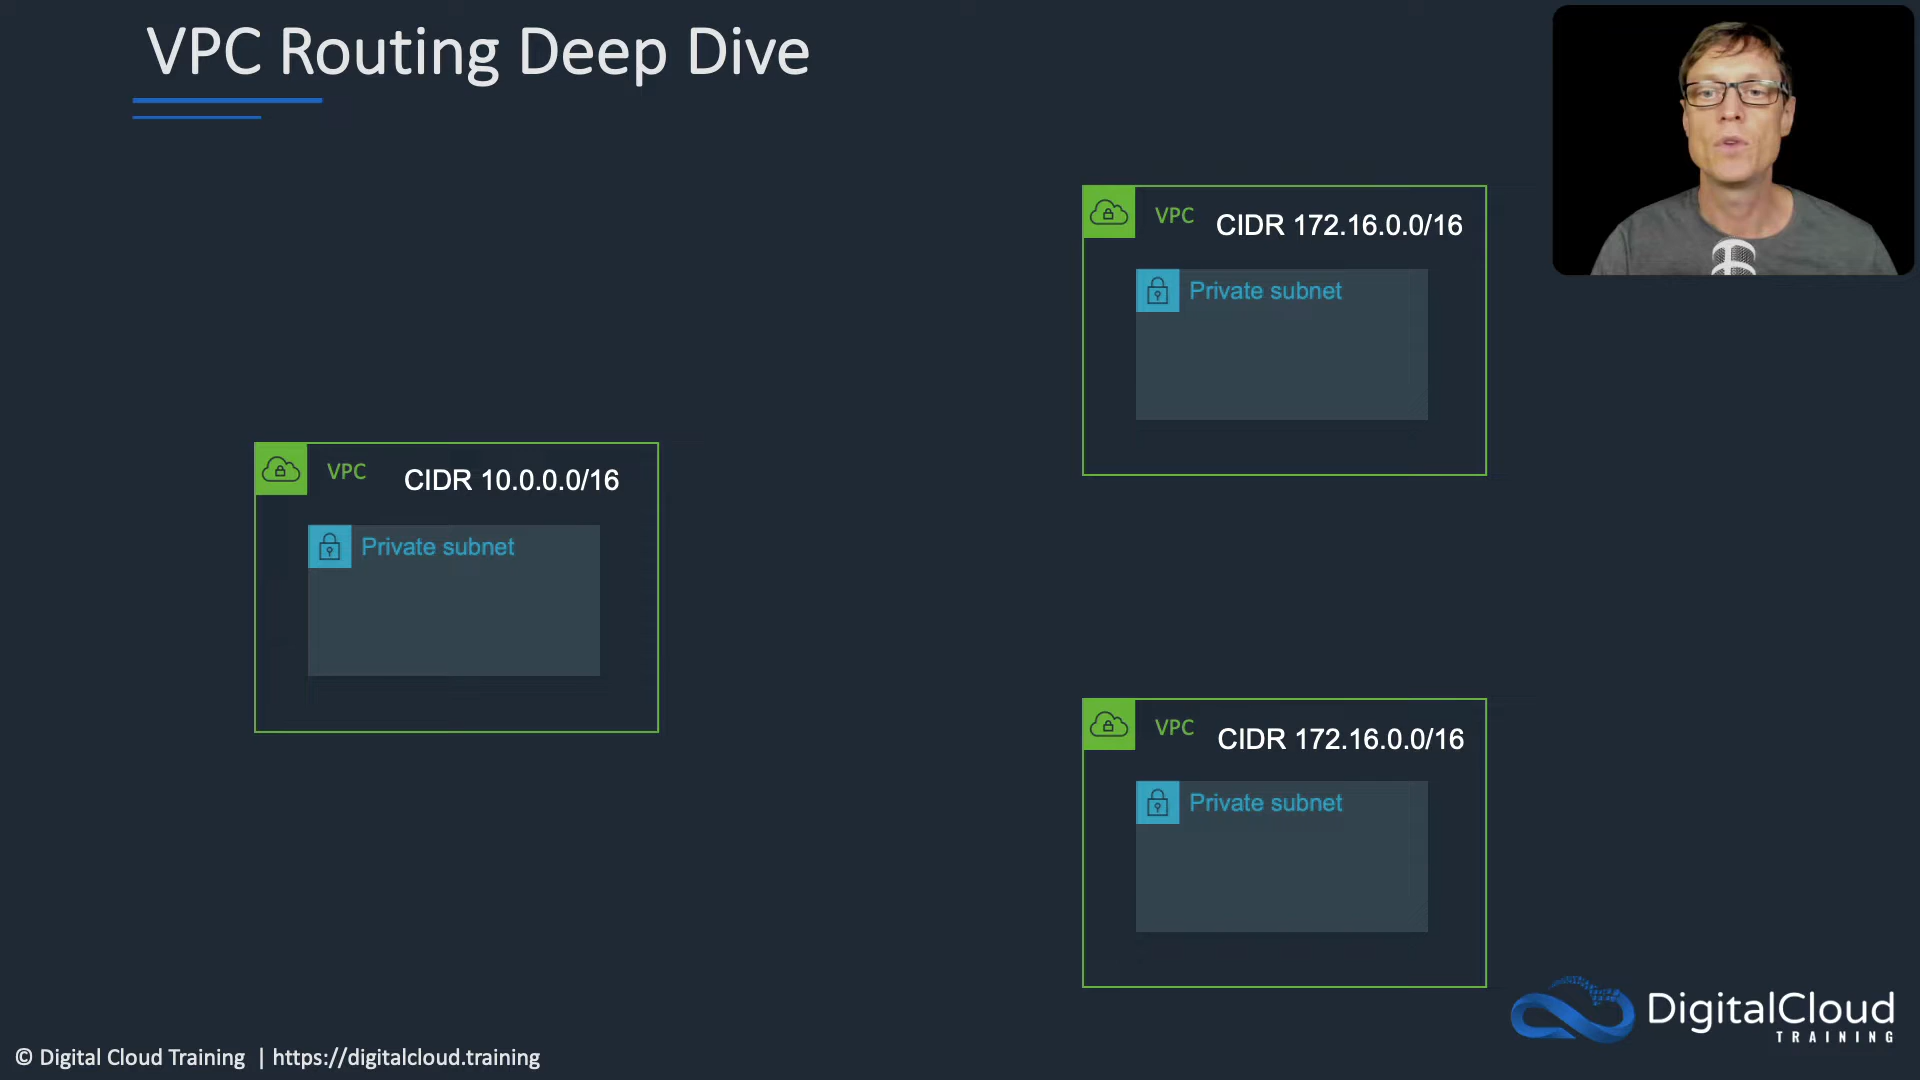 VPC Routing Deep Dive
VPC
CIDR 172.16.0.0/16
Private subnet
VPC
CIDR 10.0.0.0/16
Private subnet
VPC
CIDR 172.16.0.0/16
Private subnet
DigitalCloud
TRAINING
© Digital Cloud Training | https://digitalcloud.training